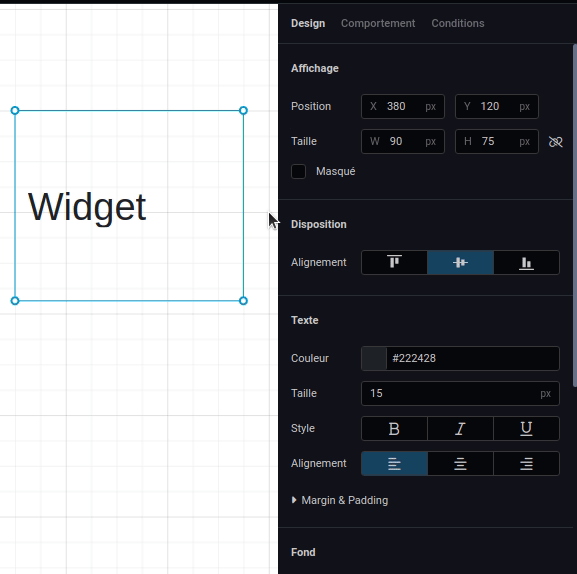 Design Comportement Conditions
Affichage
Position X 380 px Y 120 px
Taille W 90 px H 75 px
Masqué
Widget
Disposition
Alignement
Texte
Couleur #222428
Taille 15 px
Style B I U
Alignement
Margin & Padding
Fond